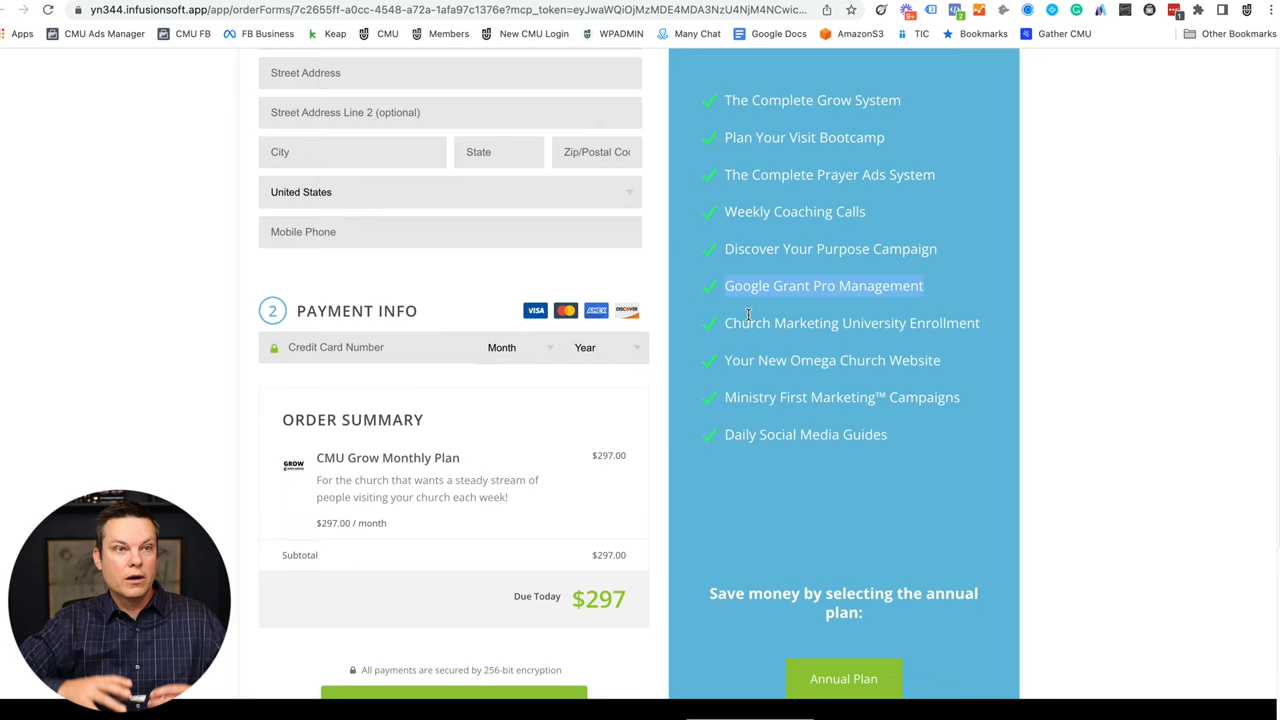 yn344.infusionsoft.app/app/orderForms/7c2655ff-a0cc-4548-a72a-1afa97c1376e?mcp_token=eyJwaWQiOjMzMDE4MDA3NzU4NjM4NCwic...
Apps CMU Ads Manager CMU FB FB Business Keap CMU Members New CMU Login WPADMIN Many Chat Google Docs AmazonS3 TIC Bookmarks Gather CMU Other Bookmarks
Street Address
Street Address Line 2 (optional)
City State Zip/Postal Co
United States
Mobile Phone
2 PAYMENT INFO VISA AMEX DISCOVER
Credit Card Number Month Year
ORDER SUMMARY
GROW CMU Grow Monthly Plan $297.00
For the church that wants a steady stream of
people visiting your church each week!
$297.00 / month
Subtotal $297.00
Due Today $297
All payments are secured by 256-bit encryption
The Complete Grow System
Plan Your Visit Bootcamp
The Complete Prayer Ads System
Weekly Coaching Calls
Discover Your Purpose Campaign
Google Grant Pro Management
Church Marketing University Enrollment
Your New Omega Church Website
Ministry First Marketing™ Campaigns
Daily Social Media Guides
Save money by selecting the annual
plan:
Annual Plan